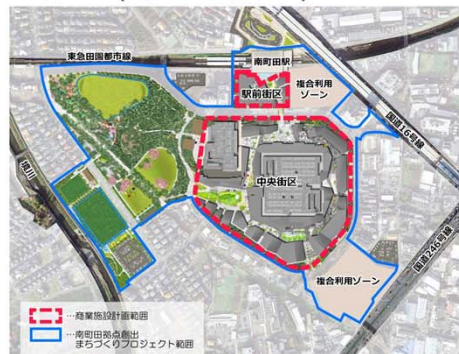 東急田園都市線
南町田駅
駅前街区
複合利用
ゾーン
国道16号線
境川
中央街区
国道246号線
複合利用ゾーン
…商業施設計画範囲
…南町田拠点創出
まちづくりプロジェクト範囲